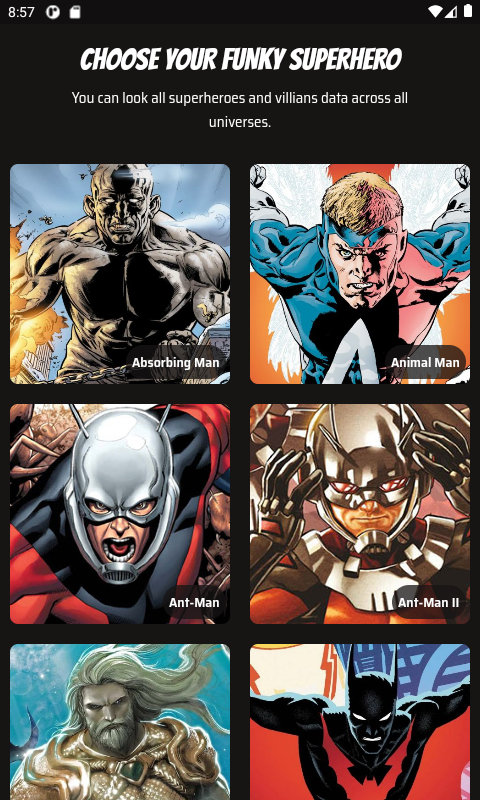 8:57
CHOOSE YOUR FUNKY SUPERHERO
You can look all superheroes and villians data across all
universes.
Absorbing Man
Animal Man
Ant-Man
Ant-Man II